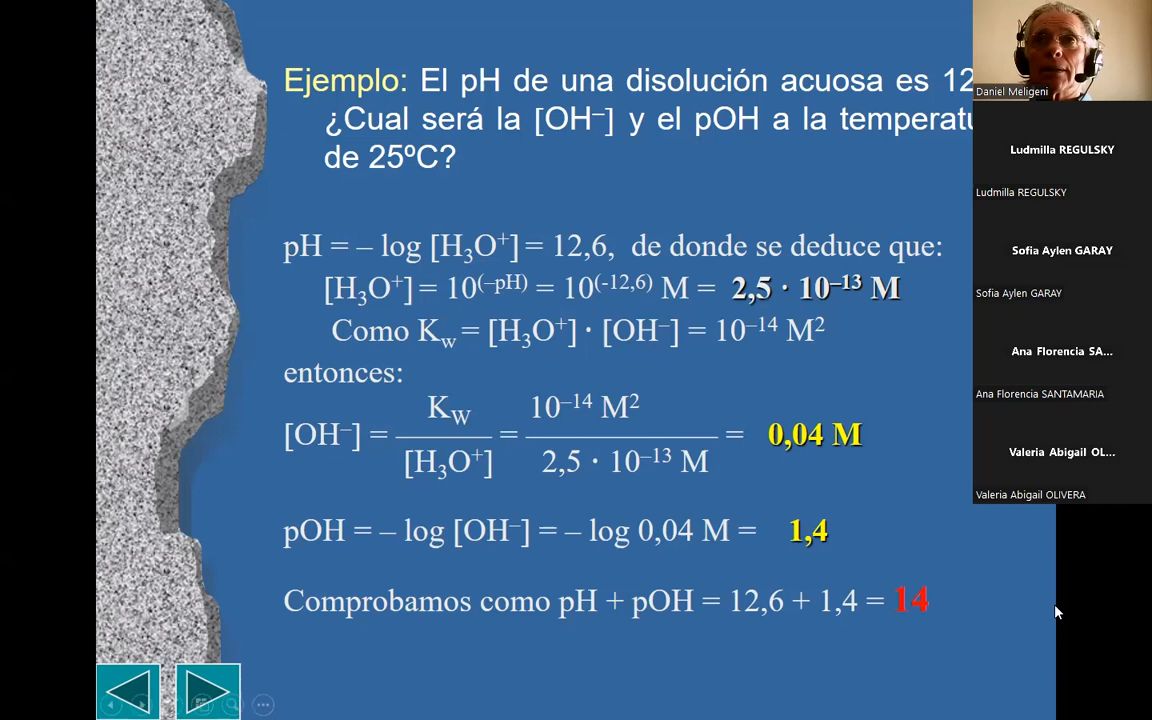 Ejemplo: El pH de una disolución acuosa es 12
¿Cual será la [OH–] y el pOH a la
de 25ºC?
pH = – log [H₃O⁺] = 12,6, de donde se deduce que:
[H₃O⁺] = 10⁽⁻ᵖᴴ⁾ = 10⁽⁻¹²,⁶⁾ M = 2,5 · 10⁻¹³ M
Como Kw = [H₃O⁺] · [OH⁻] = 10⁻¹⁴ M²
entonces:
KW 10⁻¹⁴ M²
[OH⁻] = ——— = ——— = 0,04 M
[H₃O⁺] 2,5 · 10⁻¹³ M
pOH = – log [OH⁻] = – log 0,04 M = 1,4
Comprobamos como pH + pOH = 12,6 + 1,4 = 14
Daniel Meligeni
Ludmilla REGULSKY
Ludmilla REGULSKY
Sofia Aylen GARAY
Sofia Aylen GARAY
Ana Florencia SA...
Ana Florencia SANTAMARIA
Valeria Abigail OL...
Valeria Abigail OLIVERA